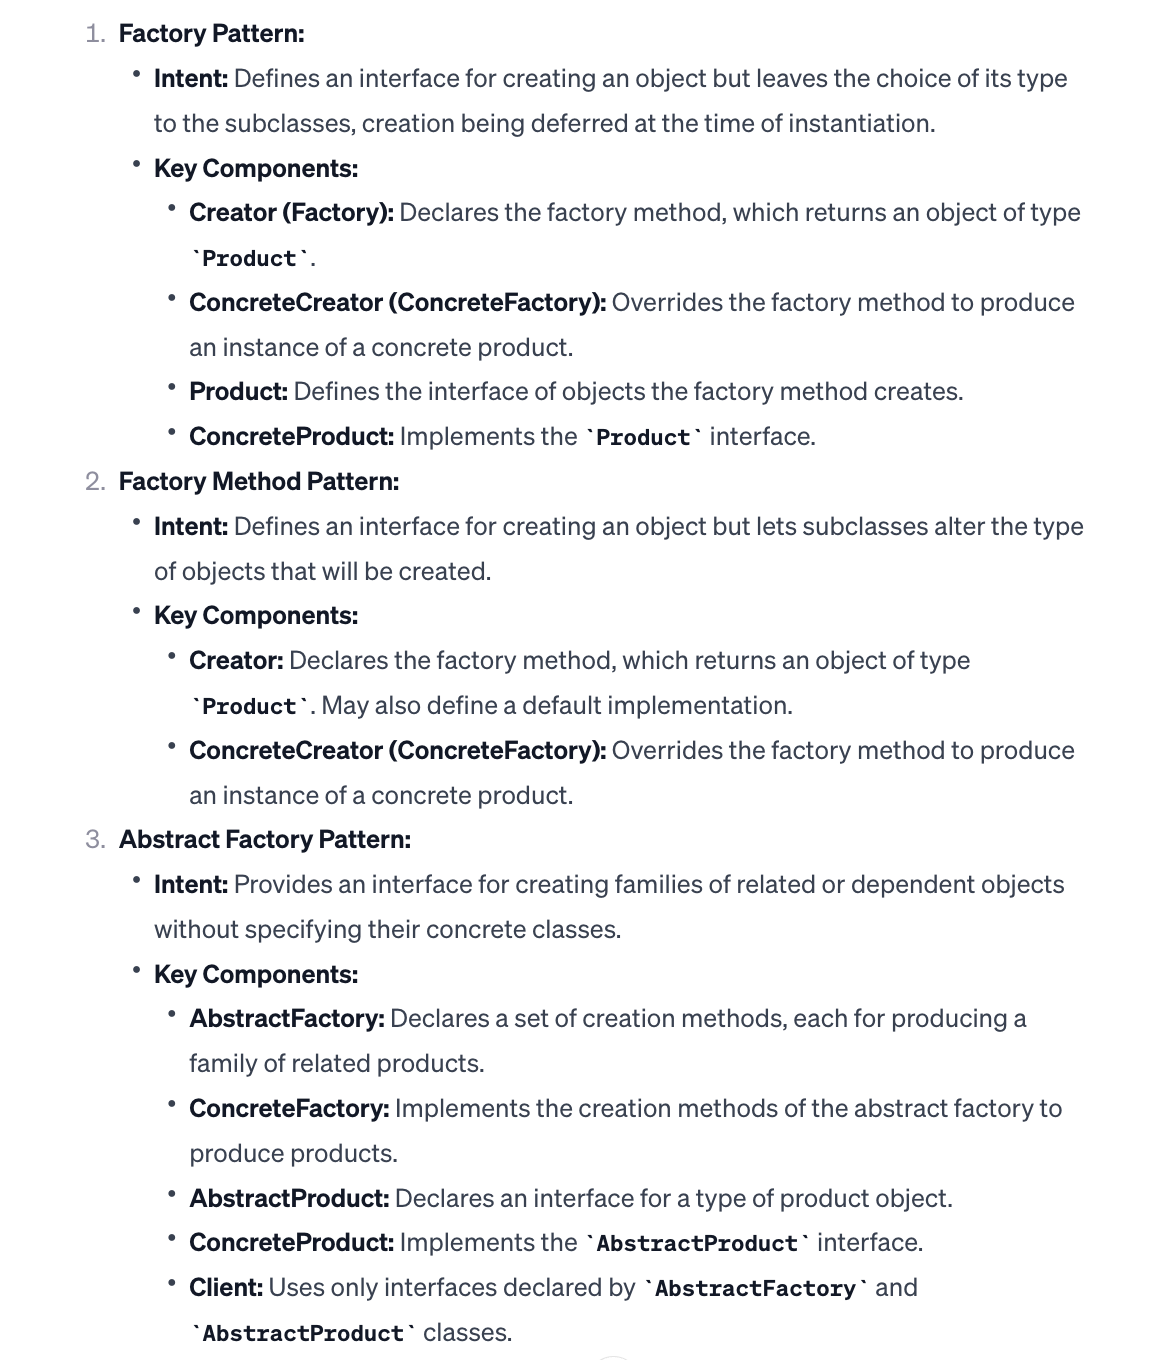 1. Factory Pattern:
• Intent: Defines an interface for creating an object but leaves the choice of its type
to the subclasses, creation being deferred at the time of instantiation.
• Key Components:
• Creator (Factory): Declares the factory method, which returns an object of type
`Product`.
• ConcreteCreator (ConcreteFactory): Overrides the factory method to produce
an instance of a concrete product.
• Product: Defines the interface of objects the factory method creates.
• ConcreteProduct: Implements the `Product` interface.
2. Factory Method Pattern:
• Intent: Defines an interface for creating an object but lets subclasses alter the type
of objects that will be created.
• Key Components:
• Creator: Declares the factory method, which returns an object of type
`Product`. May also define a default implementation.
• ConcreteCreator (ConcreteFactory): Overrides the factory method to produce
an instance of a concrete product.
3. Abstract Factory Pattern:
• Intent: Provides an interface for creating families of related or dependent objects
without specifying their concrete classes.
• Key Components:
• AbstractFactory: Declares a set of creation methods, each for producing a
family of related products.
• ConcreteFactory: Implements the creation methods of the abstract factory to
produce products.
• AbstractProduct: Declares an interface for a type of product object.
• ConcreteProduct: Implements the `AbstractProduct` interface.
• Client: Uses only interfaces declared by `AbstractFactory` and
`AbstractProduct` classes.